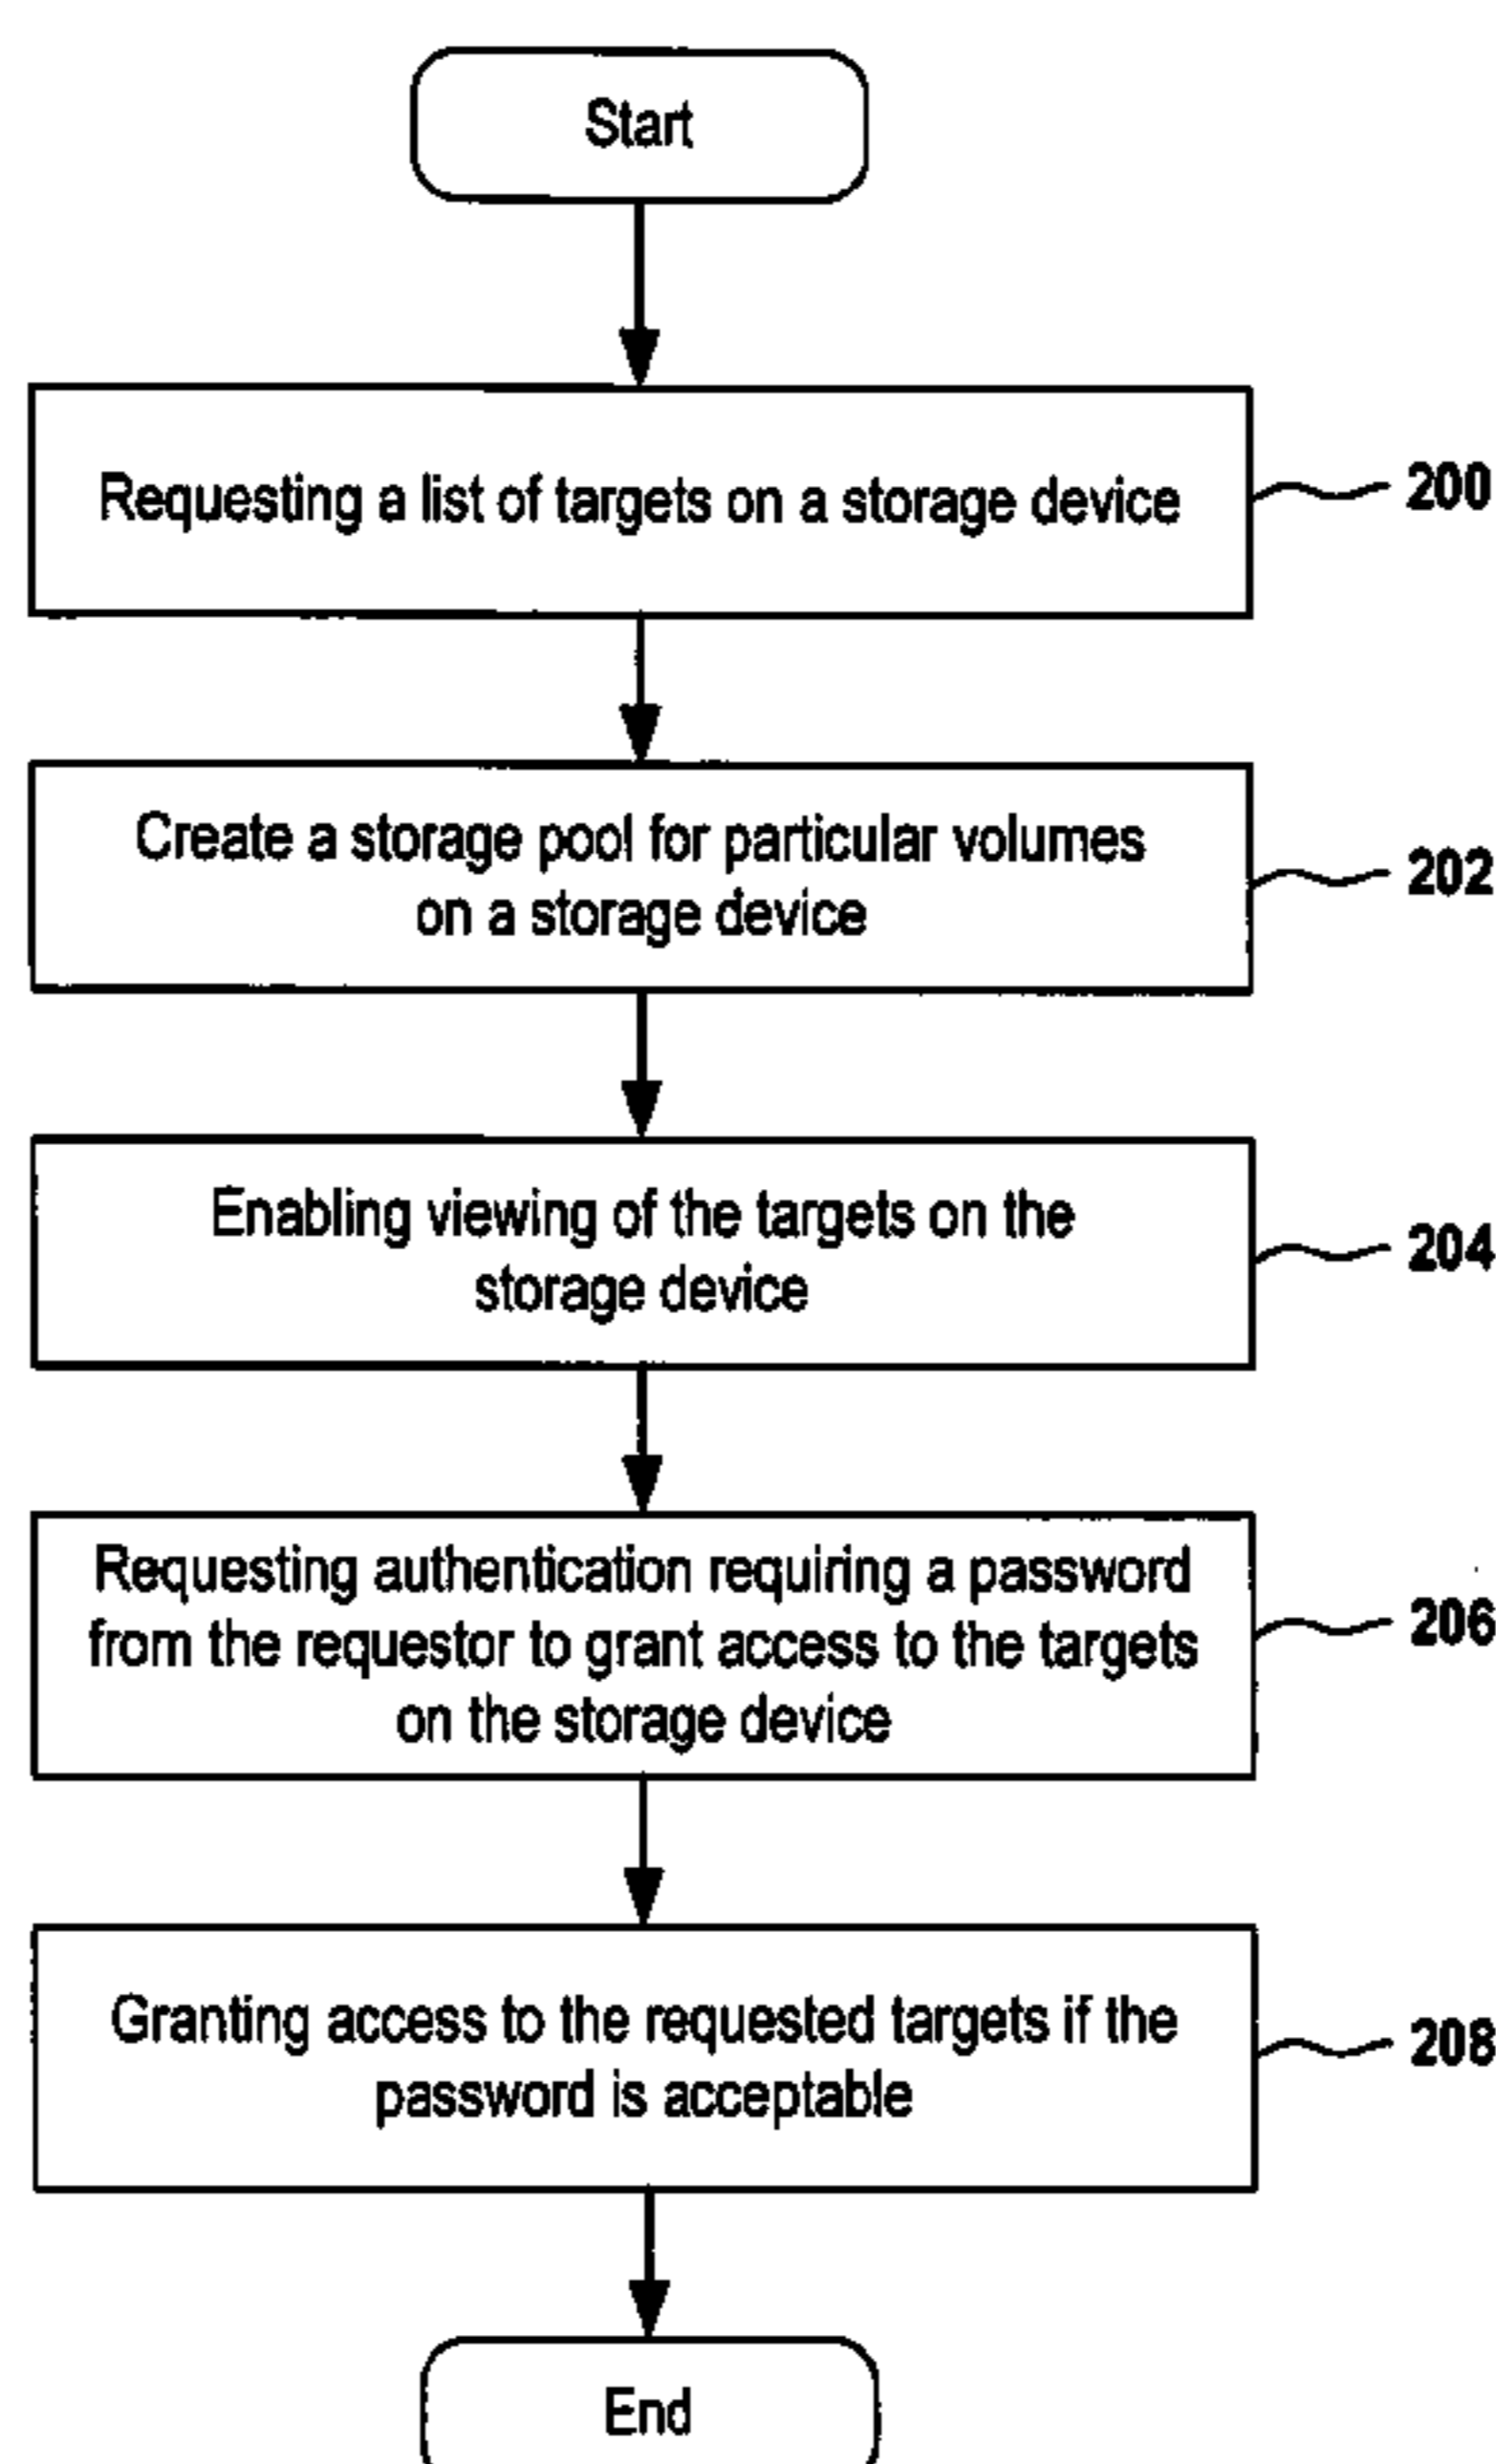 Start
Requesting a list of targets on a storage device
200
Create a storage pool for particular volumes
on a storage device
202
Enabling viewing of the targets on the
storage device
204
Requesting authentication requiring a password
from the requestor to grant access to the targets
on the storage device
206
Granting access to the requested targets if the
password is acceptable
208
End